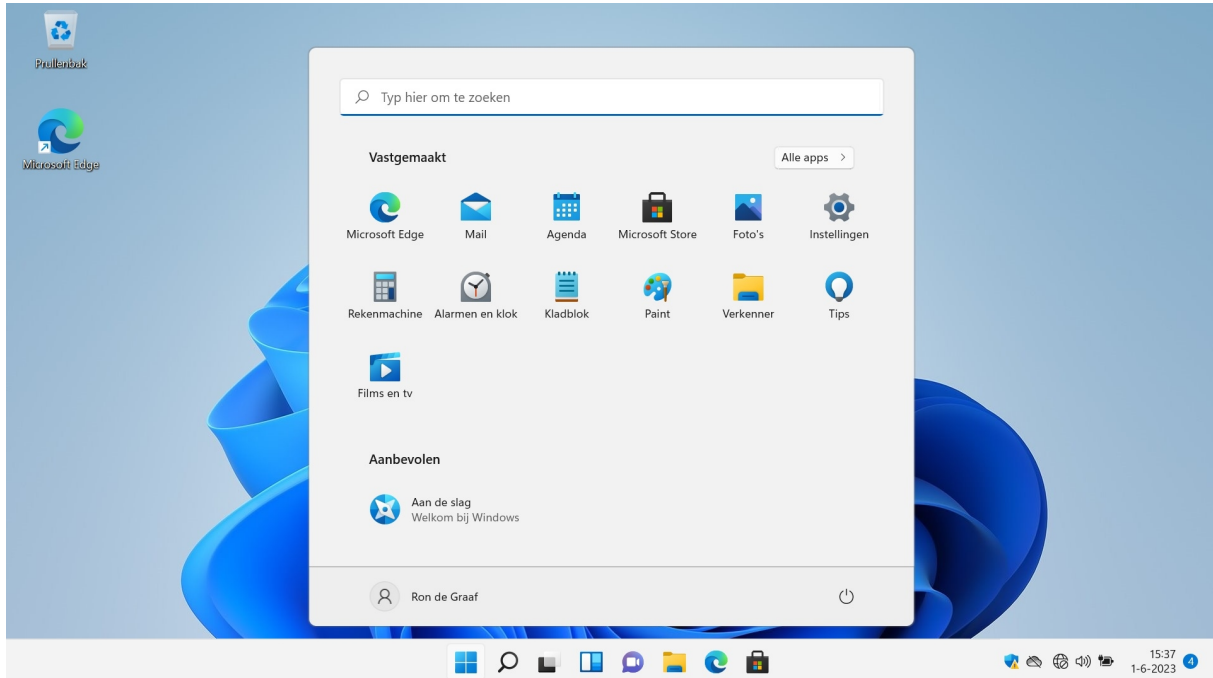 Prullenbak
Microsoft Edge
Typ hier om te zoeken
Vastgemaakt
Alle apps
Microsoft Edge
Mail
Agenda
Microsoft Store
Foto's
Instellingen
Rekenmachine
Alarmen en klok
Kladblok
Paint
Verkenner
Tips
Films en tv
Aanbevolen
Aan de slag
Welkom bij Windows
Ron de Graaf
15:37
1-6-2023
4